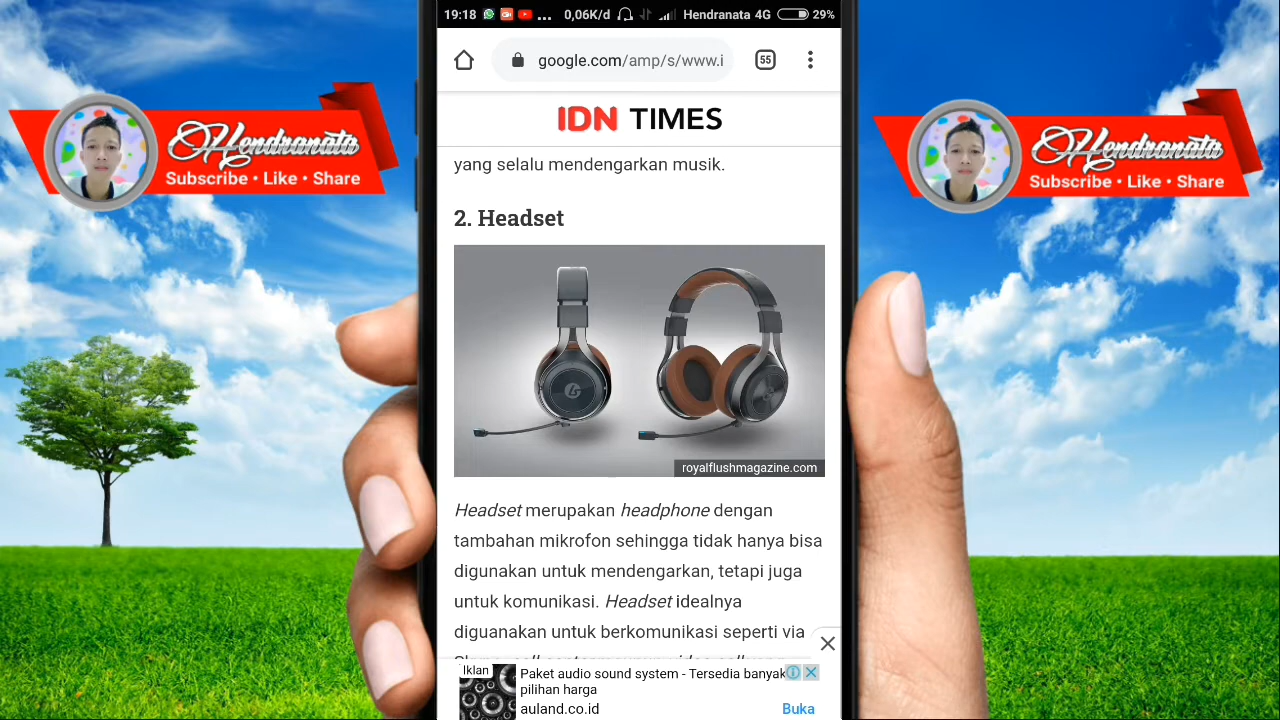 19:18 ... 0,06K/d Hendranata 4G 29%
google.com/amp/s/www.i 55
IDN TIMES
Hendranata
Subscribe • Like • Share
Hendranata
Subscribe • Like • Share
yang selalu mendengarkan musik.
2. Headset
royalflushmagazine.com
Headset merupakan headphone dengan
tambahan mikrofon sehingga tidak hanya bisa
digunakan untuk mendengarkan, tetapi juga
untuk komunikasi. Headset idealnya
diguanakan untuk berkomunikasi seperti via
Iklan
Paket audio sound system - Tersedia banyak
pilihan harga
auland.co.id Buka